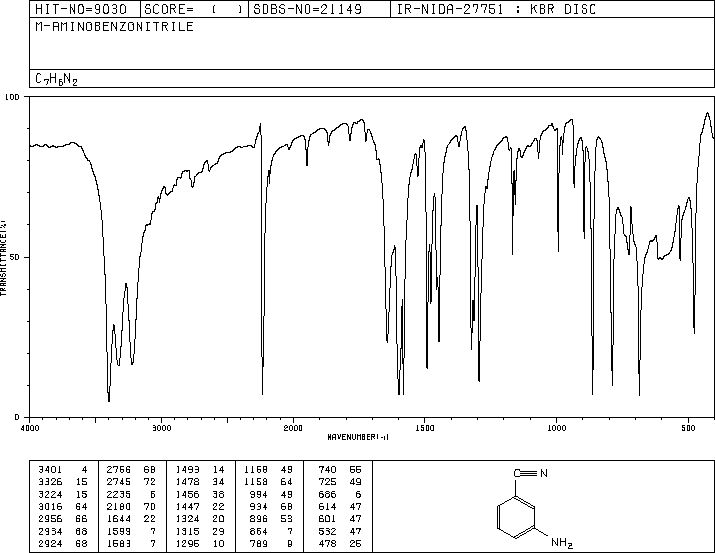 HIT-NO=9030 SCORE= ( ) SDBS-NO=21149 IR-NIDA-27751 : KBR DISC
M-AMINOBENZONITRILE
C7H6N2
100
50
0
TRANSMITTANCE(%)
4000 3000 2000 1500 1000 500
WAVENUMBER(-1)
3401 4 2766 68 1493 14 1168 49 740 55
3326 15 2745 72 1478 34 1158 64 725 49
3224 15 2235 6 1456 38 994 49 686 6
3016 64 2180 70 1447 22 934 68 614 47
2956 66 1644 22 1324 20 896 53 601 47
2934 68 1599 7 1315 29 864 7 532 47
2924 68 1583 7 1295 10 789 9 478 25
C≡N
NH2